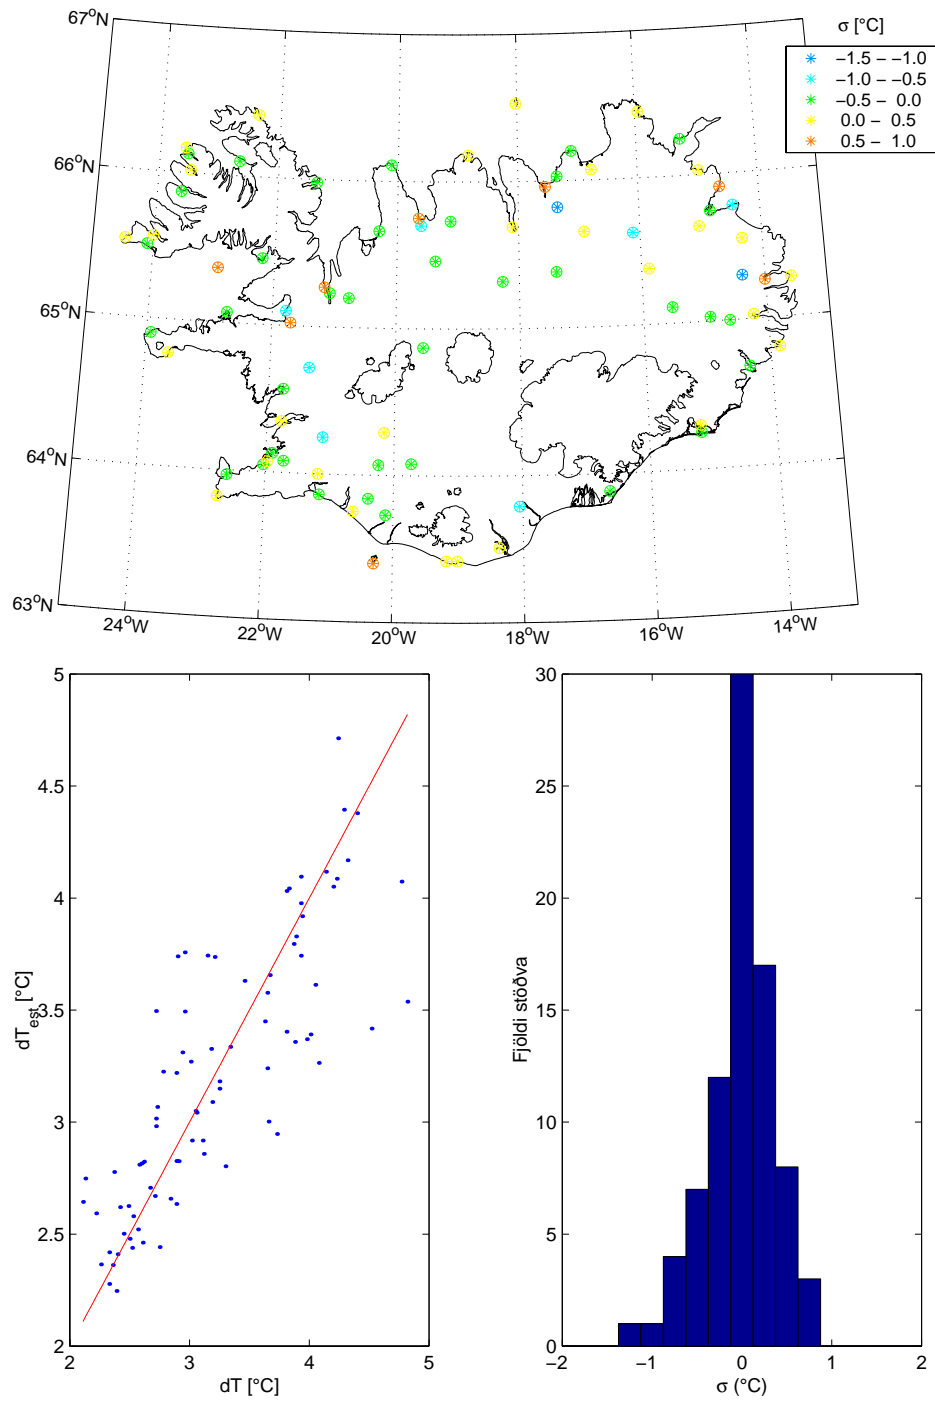 67°N
66°N
65°N
64°N
63°N
24°W
22°W
20°W
18°W
16°W
14°W
σ [°C]
−1.5 − −1.0
−1.0 − −0.5
−0.5 − 0.0
0.0 − 0.5
0.5 − 1.0
5
4.5
4
3.5
3
2.5
2
2
3
4
5
dT_est [°C]
dT [°C]
30
25
20
15
10
5
0
−2
−1
0
1
2
Fjöldi stöðva
σ (°C)